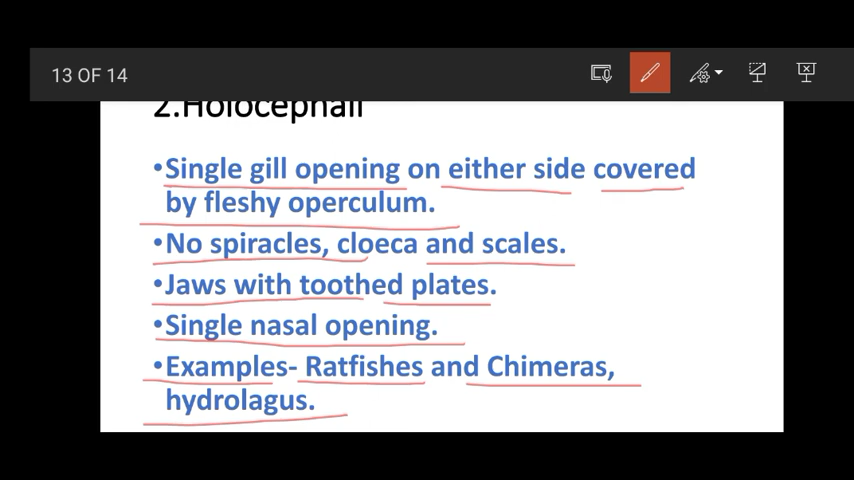 13 OF 14
2.Holocephali
•Single gill opening on either side covered
by fleshy operculum.
•No spiracles, cloeca and scales.
•Jaws with toothed plates.
•Single nasal opening.
•Examples- Ratfishes and Chimeras,
hydrolagus.